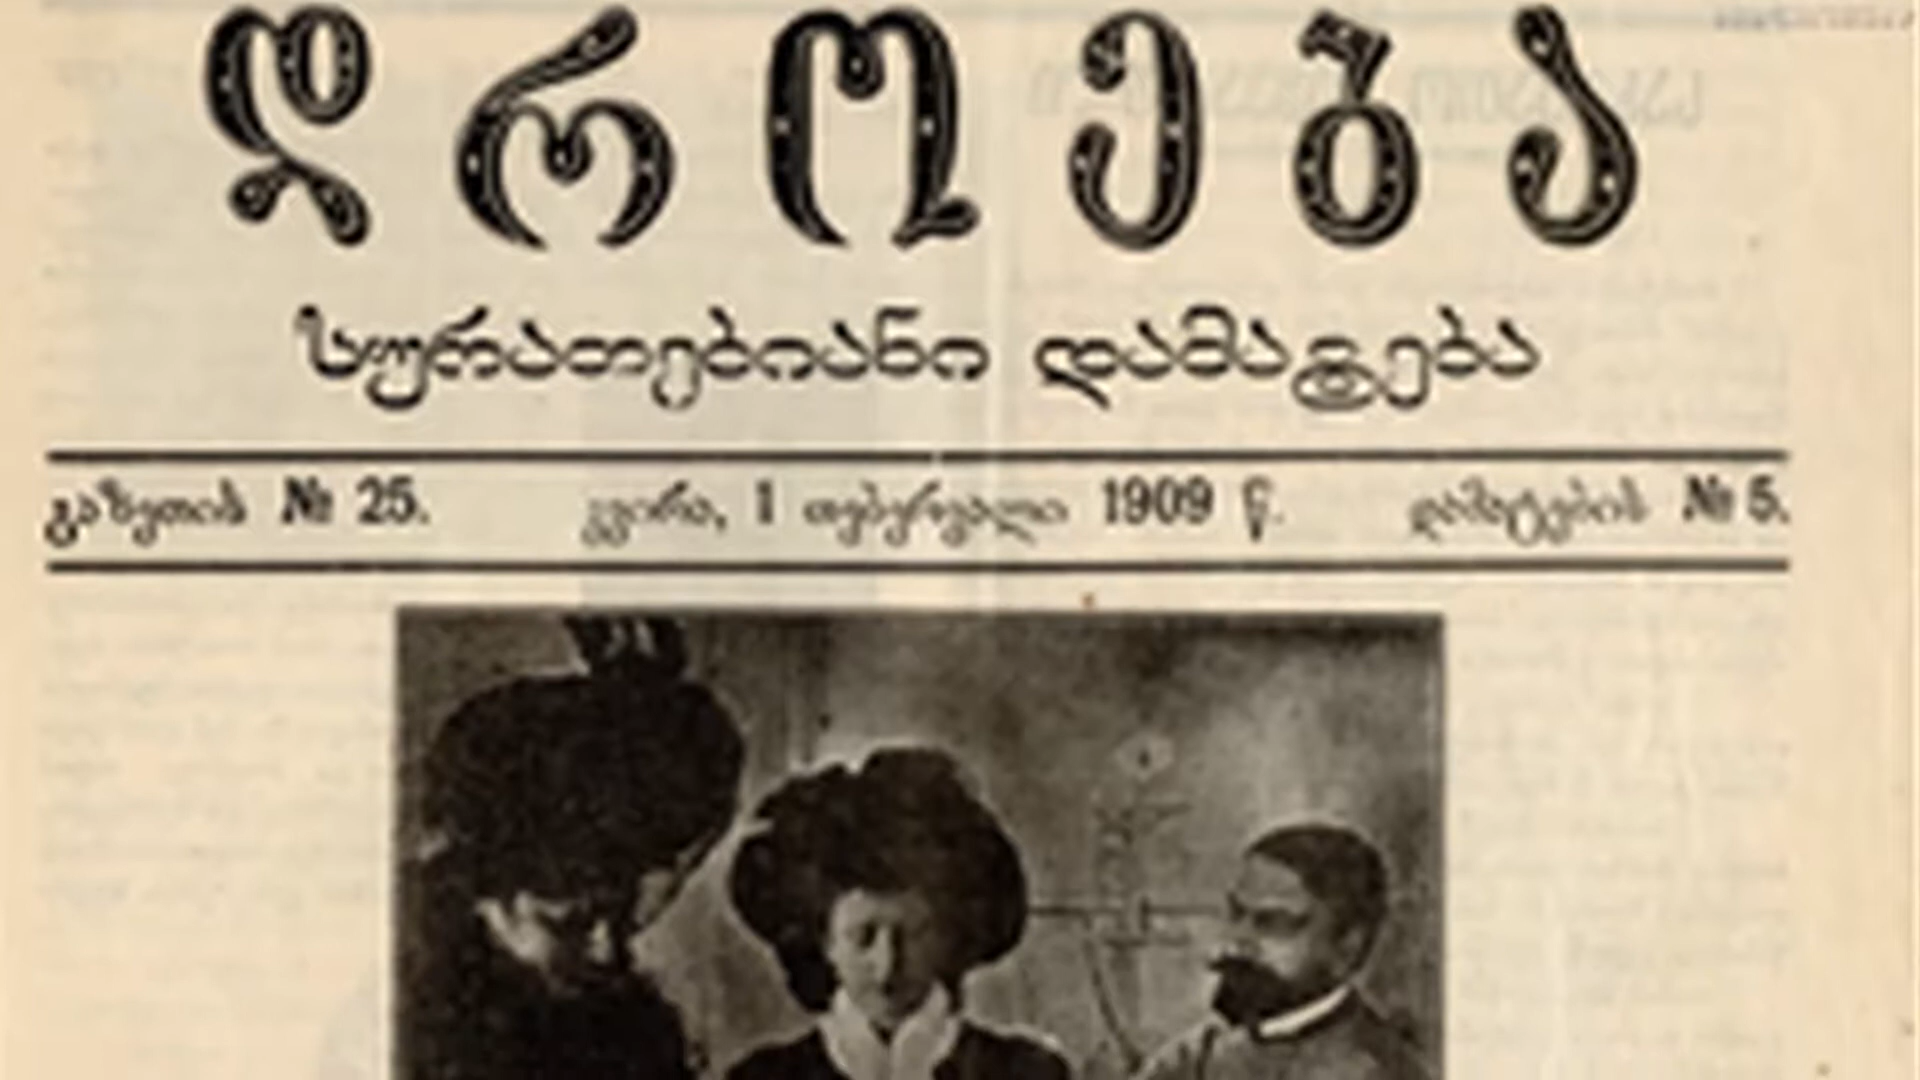 დროება
სურათებიანი დამატება
გაზეთის № 25. კვირა, 1 თებერვალი 1909 წ. დამატების № 5.